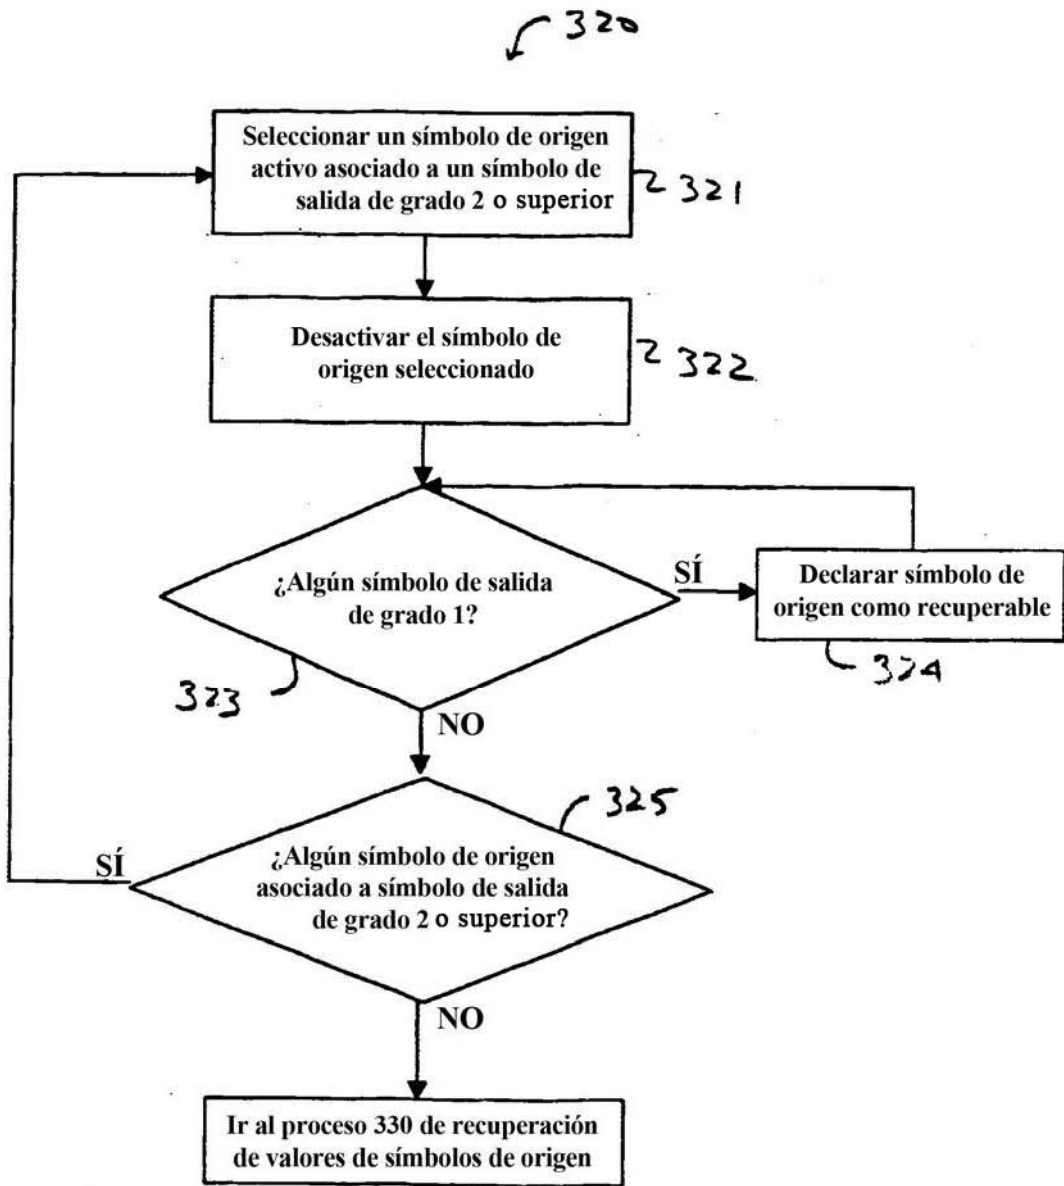 320
Seleccionar un símbolo de origen
activo asociado a un símbolo de
salida de grado 2 o superior
321
Desactivar el símbolo de
origen seleccionado
322
¿Algún símbolo de salida
de grado 1?
SÍ
Declarar símbolo de
origen como recuperable
323
324
NO
325
¿Algún símbolo de origen
asociado a símbolo de salida
de grado 2 o superior?
SÍ
NO
Ir al proceso 330 de recuperación
de valores de símbolos de origen